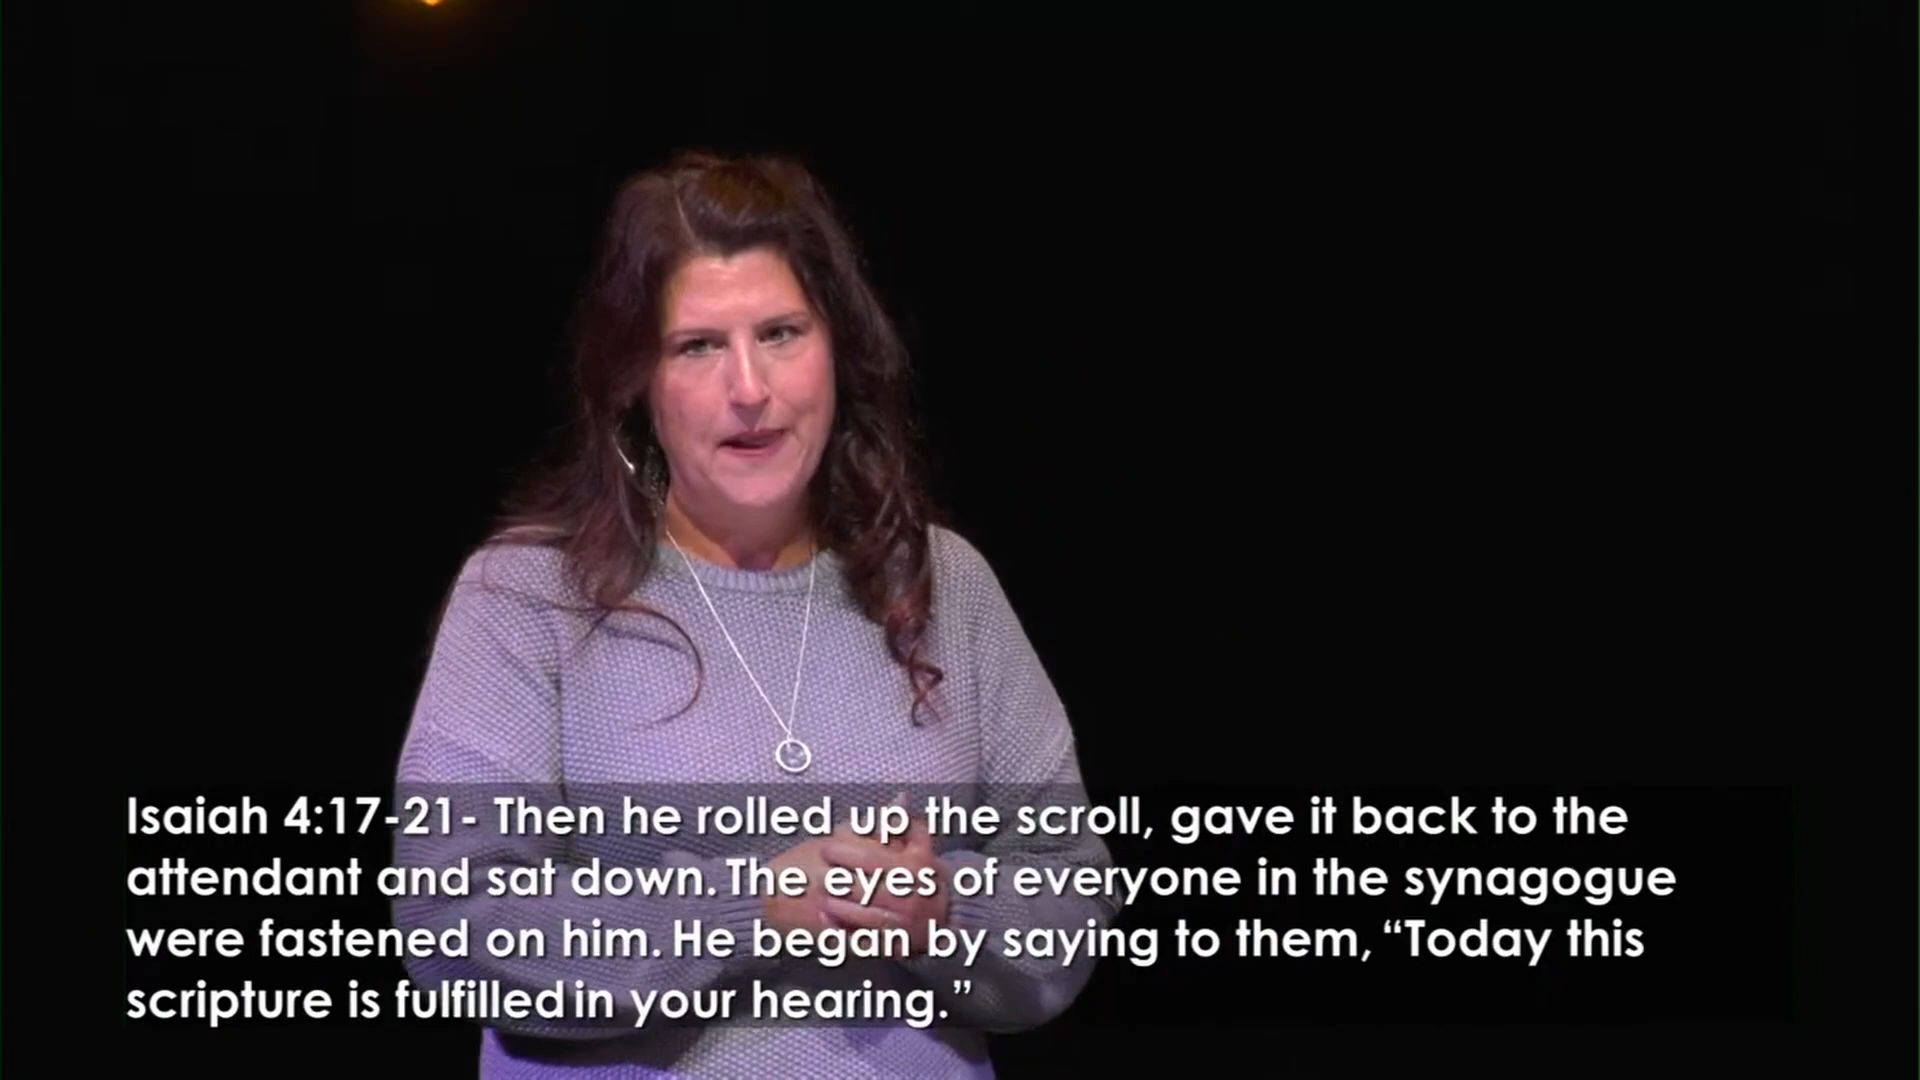 Isaiah 4:17-21- Then he rolled up the scroll, gave it back to the
attendant and sat down. The eyes of everyone in the synagogue
were fastened on him. He began by saying to them, “Today this
scripture is fulfilled in your hearing.”